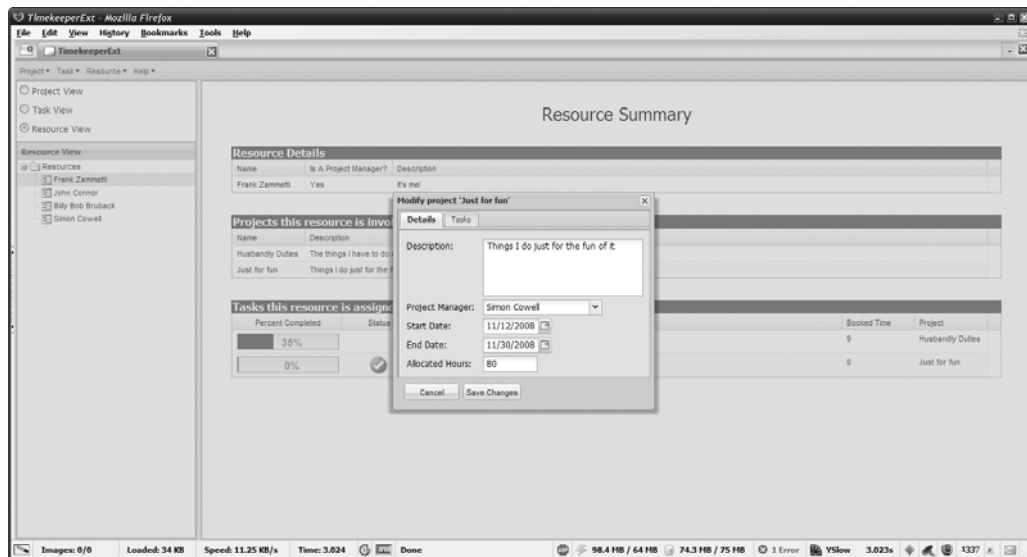 TimekeeperExt - Mozilla Firefox
File Edit View History Bookmarks Tools Help
TimekeeperExt
Project Task Resource Help
Project View
Task View
Resource View
Resource View
Resources
Frank Zammetti
John Connor
Billy Bob Bruback
Simon Cowell
Resource Summary
Resource Details
Name Is A Project Manager? Description
Frank Zammetti Yes It's me!
Projects this resource is invol
Name Description
Husbandly Duties The things I have to do
Just for fun Things I do just for the f
Tasks this resource is assigne
Percent Completed Status Booked Time Project
35% 9 Husbandly Duties
0% 0 Just for fun
Modify project 'Just for fun'
Details Tasks
Description: Things I do just for the fun of it
Project Manager: Simon Cowell
Start Date: 11/12/2008
End Date: 11/30/2008
Allocated Hours: 80
Cancel Save Changes
Images: 0/0 Loaded: 34 KB Speed: 11.25 KB/s Time: 3.024 Done ABP 98.4 MB / 64 MB 74.3 MB / 75 MB 1 Error YSlow 3.023s 1337